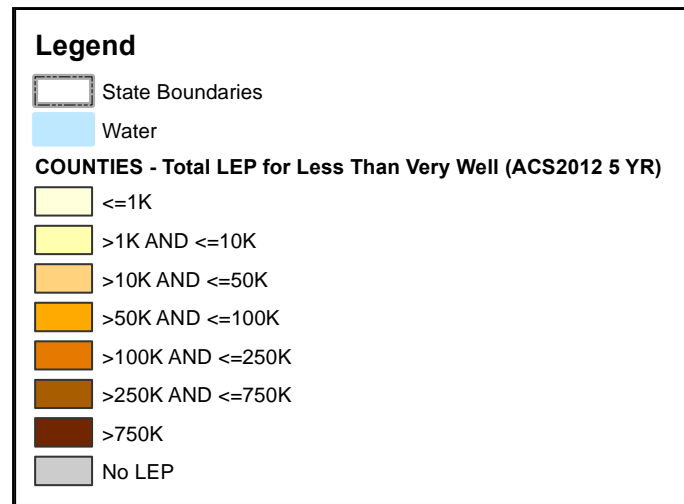 Legend
State Boundaries
Water
COUNTIES - Total LEP for Less Than Very Well (ACS2012 5 YR)
<=1K
>1K AND <=10K
>10K AND <=50K
>50K AND <=100K
>100K AND <=250K
>250K AND <=750K
>750K
No LEP